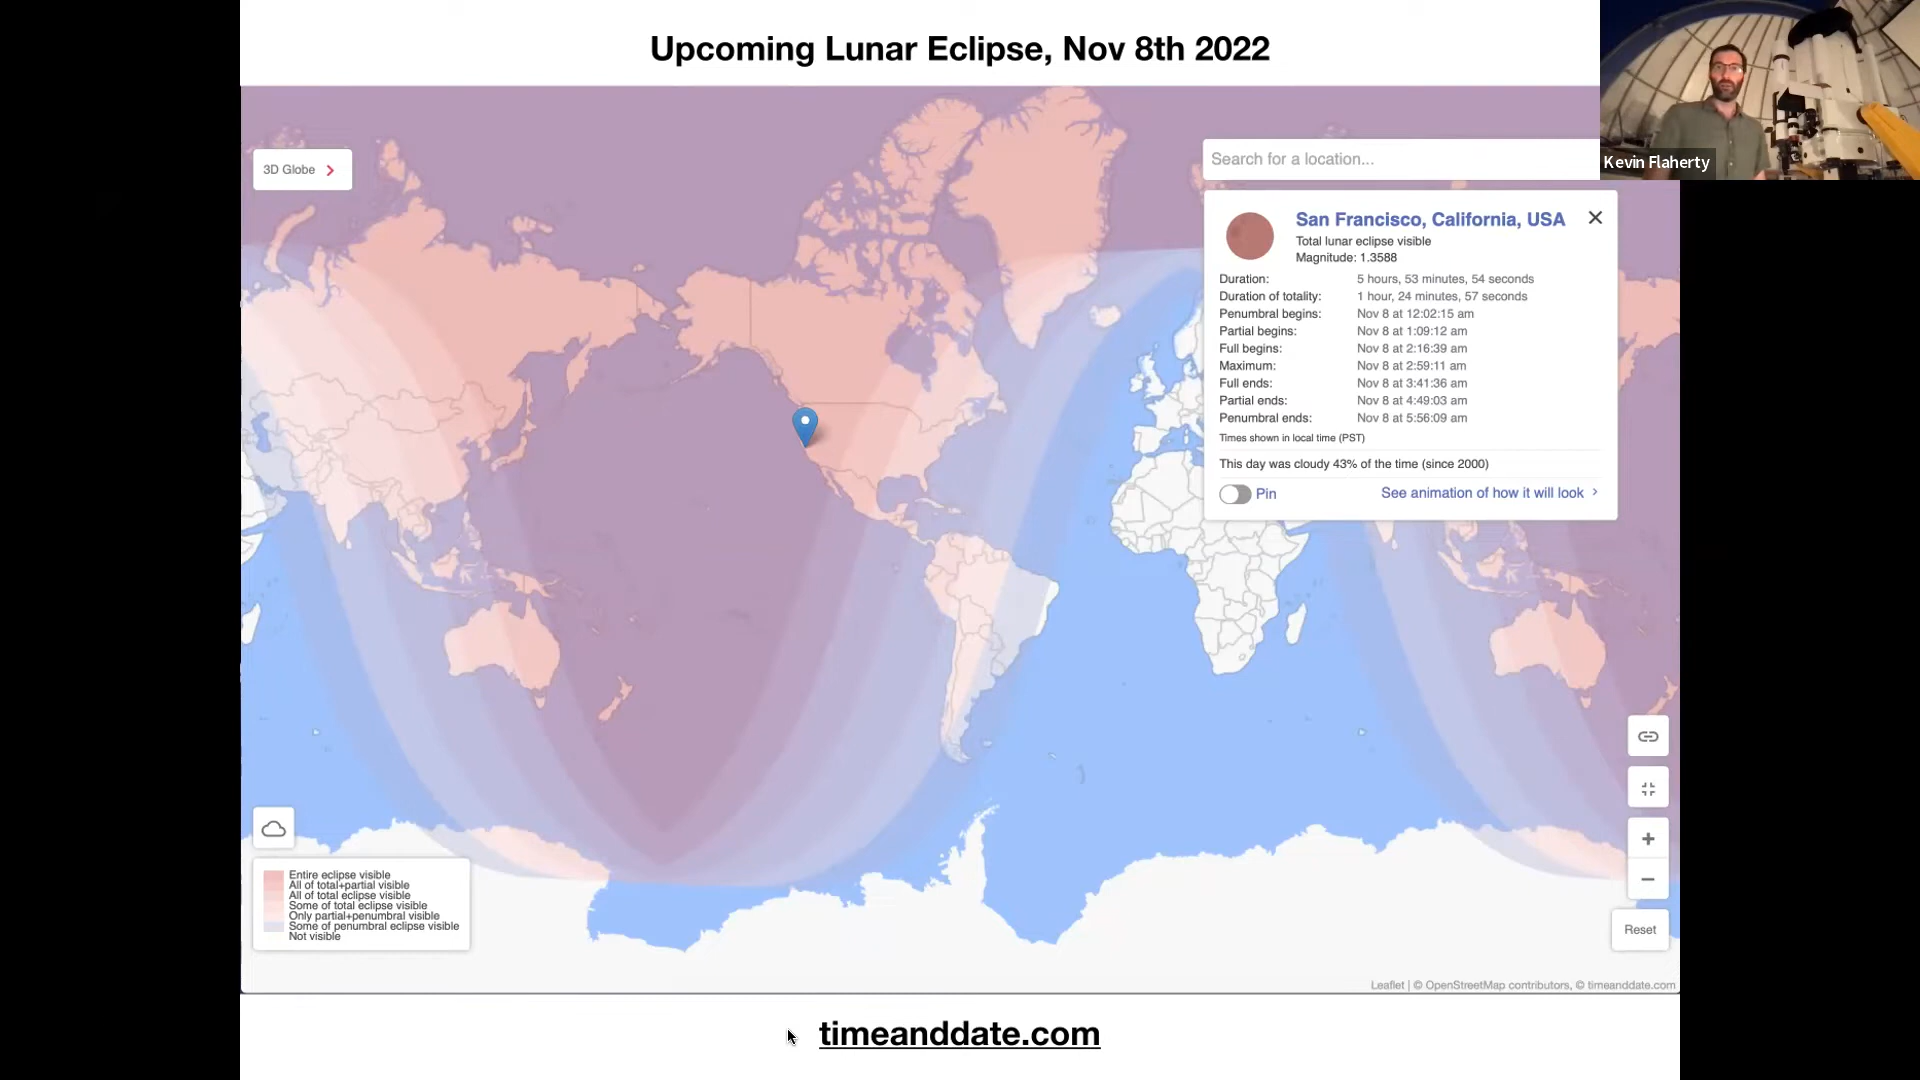 Upcoming Lunar Eclipse, Nov 8th 2022
Kevin Flaherty
3D Globe
Search for a location...
San Francisco, California, USA
Total lunar eclipse visible
Magnitude: 1.3588
Duration: 5 hours, 53 minutes, 54 seconds
Duration of totality: 1 hour, 24 minutes, 57 seconds
Penumbral begins: Nov 8 at 12:02:15 am
Partial begins: Nov 8 at 1:09:12 am
Full begins: Nov 8 at 2:16:39 am
Maximum: Nov 8 at 2:59:11 am
Full ends: Nov 8 at 3:41:36 am
Partial ends: Nov 8 at 4:49:03 am
Penumbral ends: Nov 8 at 5:56:09 am
Times shown in local time (PST)
This day was cloudy 43% of the time (since 2000)
Pin See animation of how it will look
Entire eclipse visible
All of total+partial visible
All of total eclipse visible
Some of total eclipse visible
Only partial+penumbral visible
Some of penumbral eclipse visible
Not visible
+
−
Reset
Leaflet | © OpenStreetMap contributors, © timeanddate.com
timeanddate.com